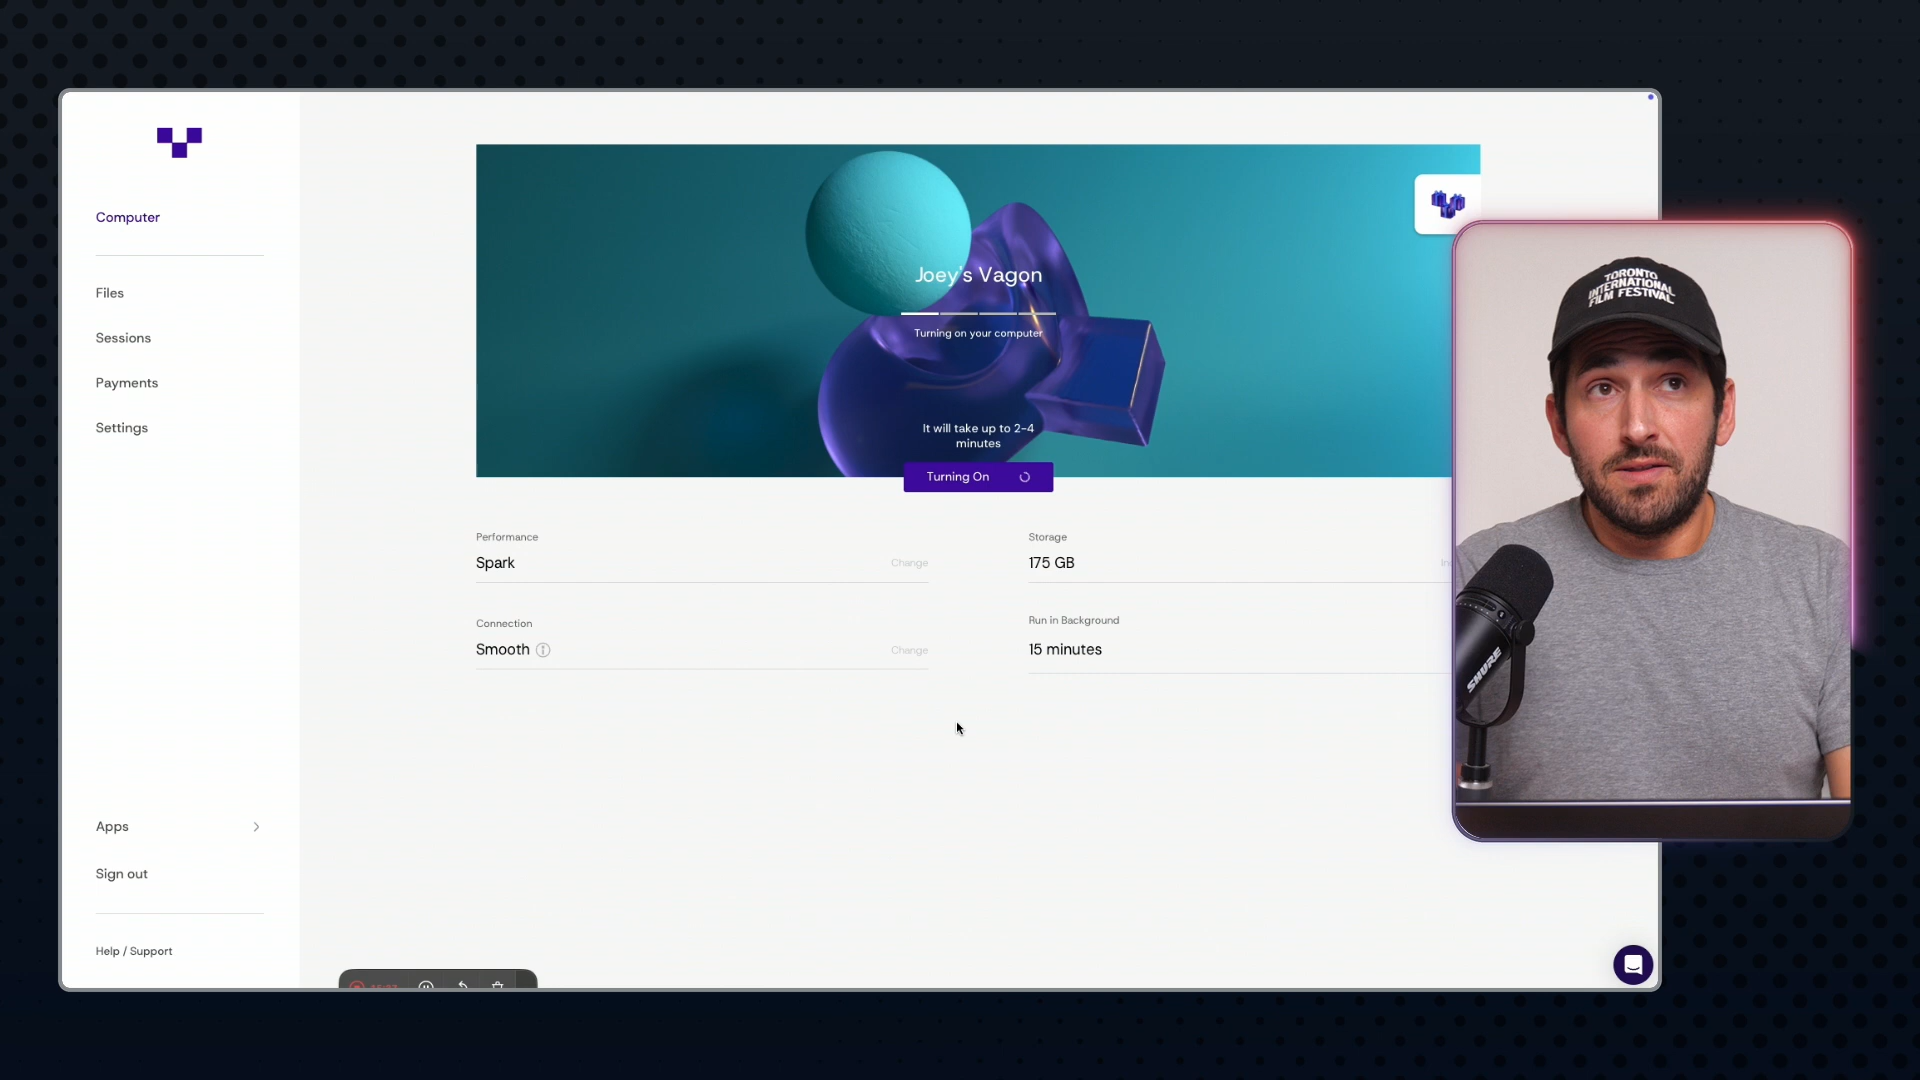 Computer
Files
Sessions
Payments
Settings
Apps
Sign out
Help / Support
Joey's Vagon
Turning on your computer
It will take up to 2-4
minutes
Turning On
Performance
Spark
Change
Storage
175 GB
Connection
Smooth
Change
Run in Background
15 minutes
TORONTO
INTERNATIONAL
FILM FESTIVAL
SHURE